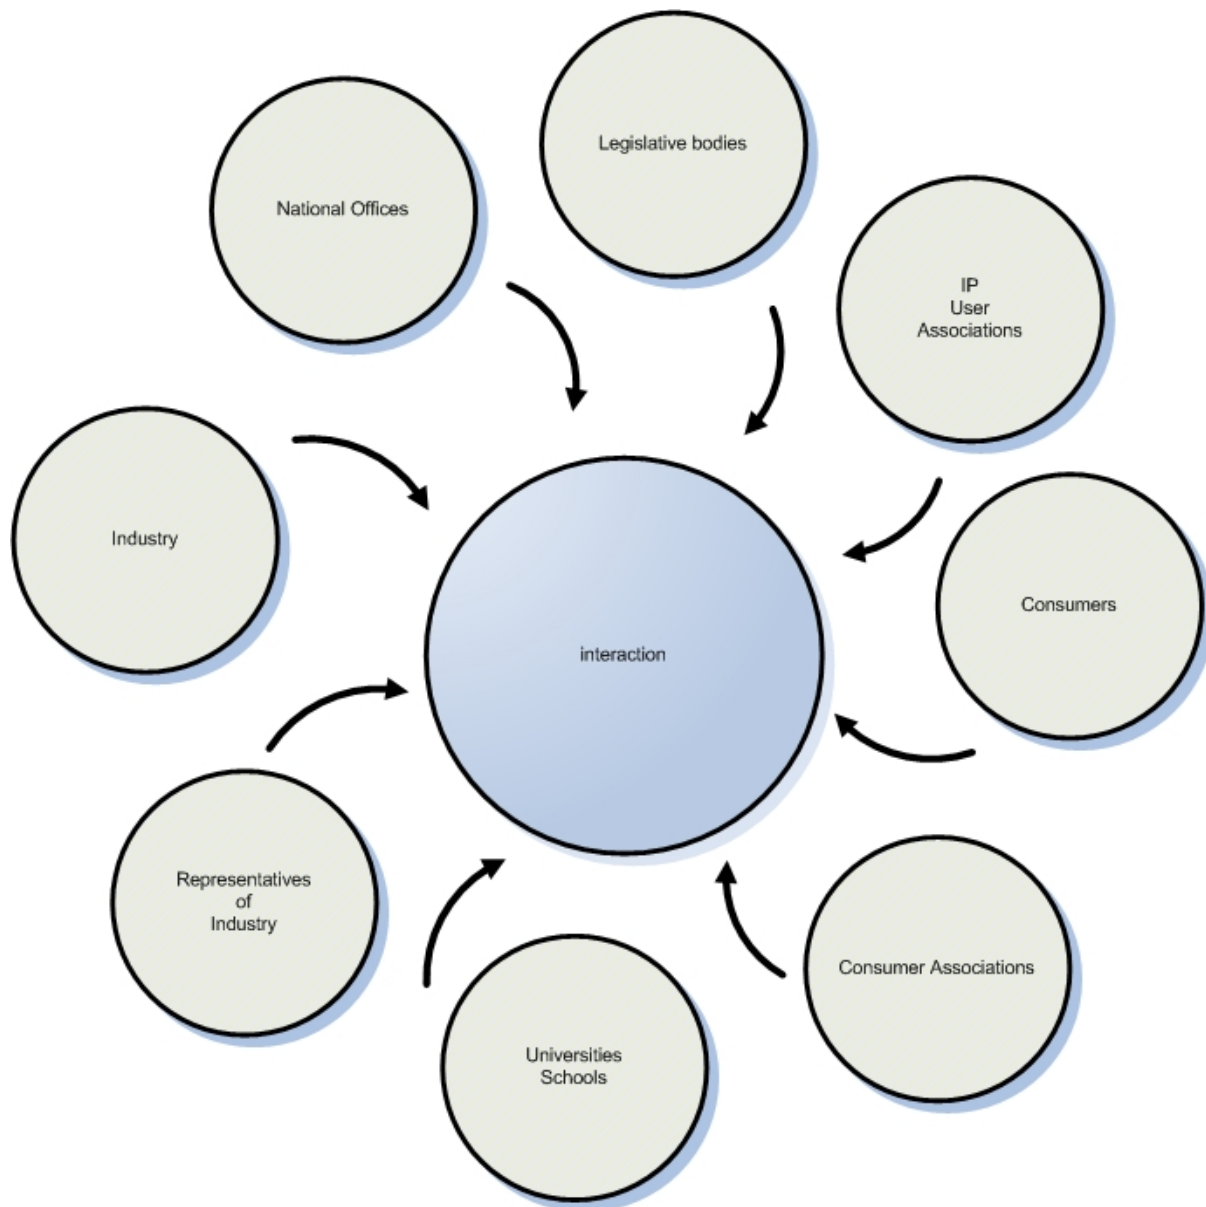 Legislative bodies
National Offices
IP
User
Associations
Industry
Consumers
interaction
Representatives
of
Industry
Consumer Associations
Universities
Schools